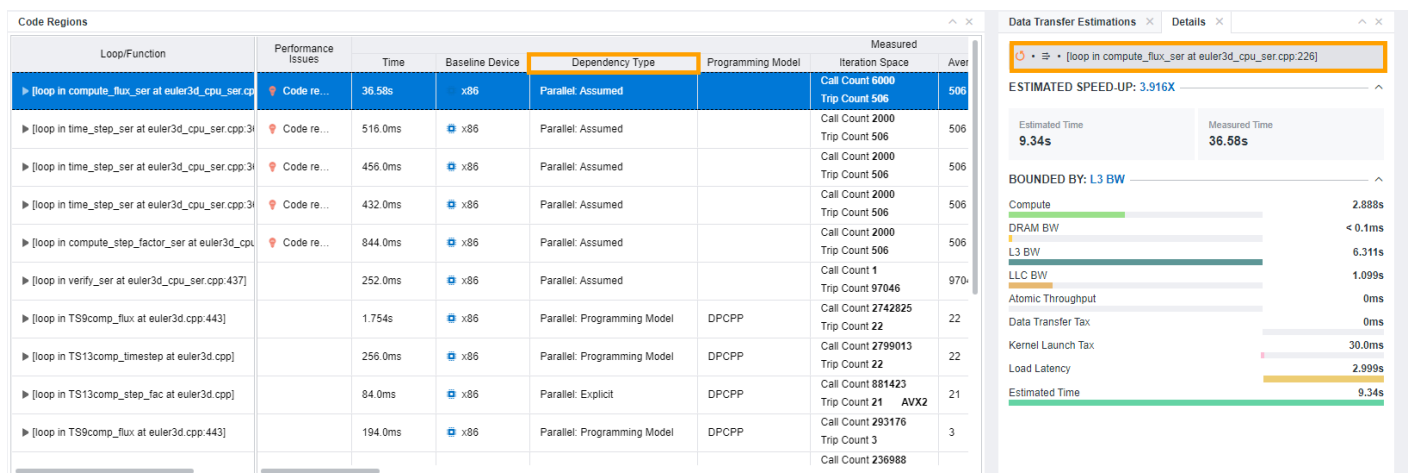 Code Regions
Loop/Function
Performance Issues
Measured
Time
Baseline Device
Dependency Type
Programming Model
Iteration Space
Aver
[loop in compute_flux_ser at euler3d_cpu_ser.cp
Code re...
36.58s
x86
Parallel: Assumed
Call Count 6000
Trip Count 506
506
[loop in time_step_ser at euler3d_cpu_ser.cpp:36
Code re...
516.0ms
x86
Parallel: Assumed
Call Count 2000
Trip Count 506
506
[loop in time_step_ser at euler3d_cpu_ser.cpp:36
Code re...
456.0ms
x86
Parallel: Assumed
Call Count 2000
Trip Count 506
506
[loop in time_step_ser at euler3d_cpu_ser.cpp:36
Code re...
432.0ms
x86
Parallel: Assumed
Call Count 2000
Trip Count 506
506
[loop in compute_step_factor_ser at euler3d_cpu
Code re...
844.0ms
x86
Parallel: Assumed
Call Count 2000
Trip Count 506
506
[loop in verify_ser at euler3d_cpu_ser.cpp:437]
252.0ms
x86
Parallel: Assumed
Call Count 1
Trip Count 97046
9704
[loop in TS9comp_flux at euler3d.cpp:443]
1.754s
x86
Parallel: Programming Model
DPCPP
Call Count 2742825
Trip Count 22
22
[loop in TS13comp_timestep at euler3d.cpp]
256.0ms
x86
Parallel: Programming Model
DPCPP
Call Count 2799013
Trip Count 22
22
[loop in TS13comp_step_fac at euler3d.cpp]
84.0ms
x86
Parallel: Explicit
DPCPP
Call Count 881423
Trip Count 21 AVX2
21
[loop in TS9comp_flux at euler3d.cpp:443]
194.0ms
x86
Parallel: Programming Model
DPCPP
Call Count 293176
Trip Count 3
3
Call Count 236988
Data Transfer Estimations
Details
[loop in compute_flux_ser at euler3d_cpu_ser.cpp:226]
ESTIMATED SPEED-UP: 3.916X
Estimated Time
9.34s
Measured Time
36.58s
BOUNDED BY: L3 BW
Compute 2.888s
DRAM BW < 0.1ms
L3 BW 6.311s
LLC BW 1.099s
Atomic Throughput 0ms
Data Transfer Tax 0ms
Kernel Launch Tax 30.0ms
Load Latency 2.999s
Estimated Time 9.34s